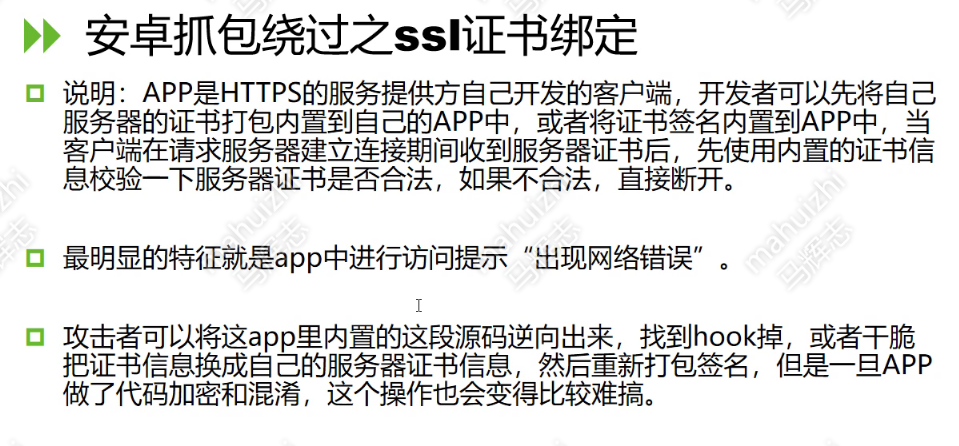 安卓抓包绕过之ssl证书绑定
说明：APP是HTTPS的服务提供方自己开发的客户端，开发者可以先将自己
服务器的证书打包内置到自己的APP中，或者将证书签名内置到APP中，当
客户端在请求服务器建立连接期间收到服务器证书后，先使用内置的证书信
息校验一下服务器证书是否合法，如果不合法，直接断开。
最明显的特征就是app中进行访问提示“出现网络错误”。
攻击者可以将这app里内置的这段源码逆向出来，找到hook掉，或者干脆
把证书信息换成自己的服务器证书信息，然后重新打包签名，但是一旦APP
做了代码加密和混淆，这个操作也会变得比较难搞。
mahuizhi
马辉志
mahuizhi
马辉志
mahuizhi
马辉志